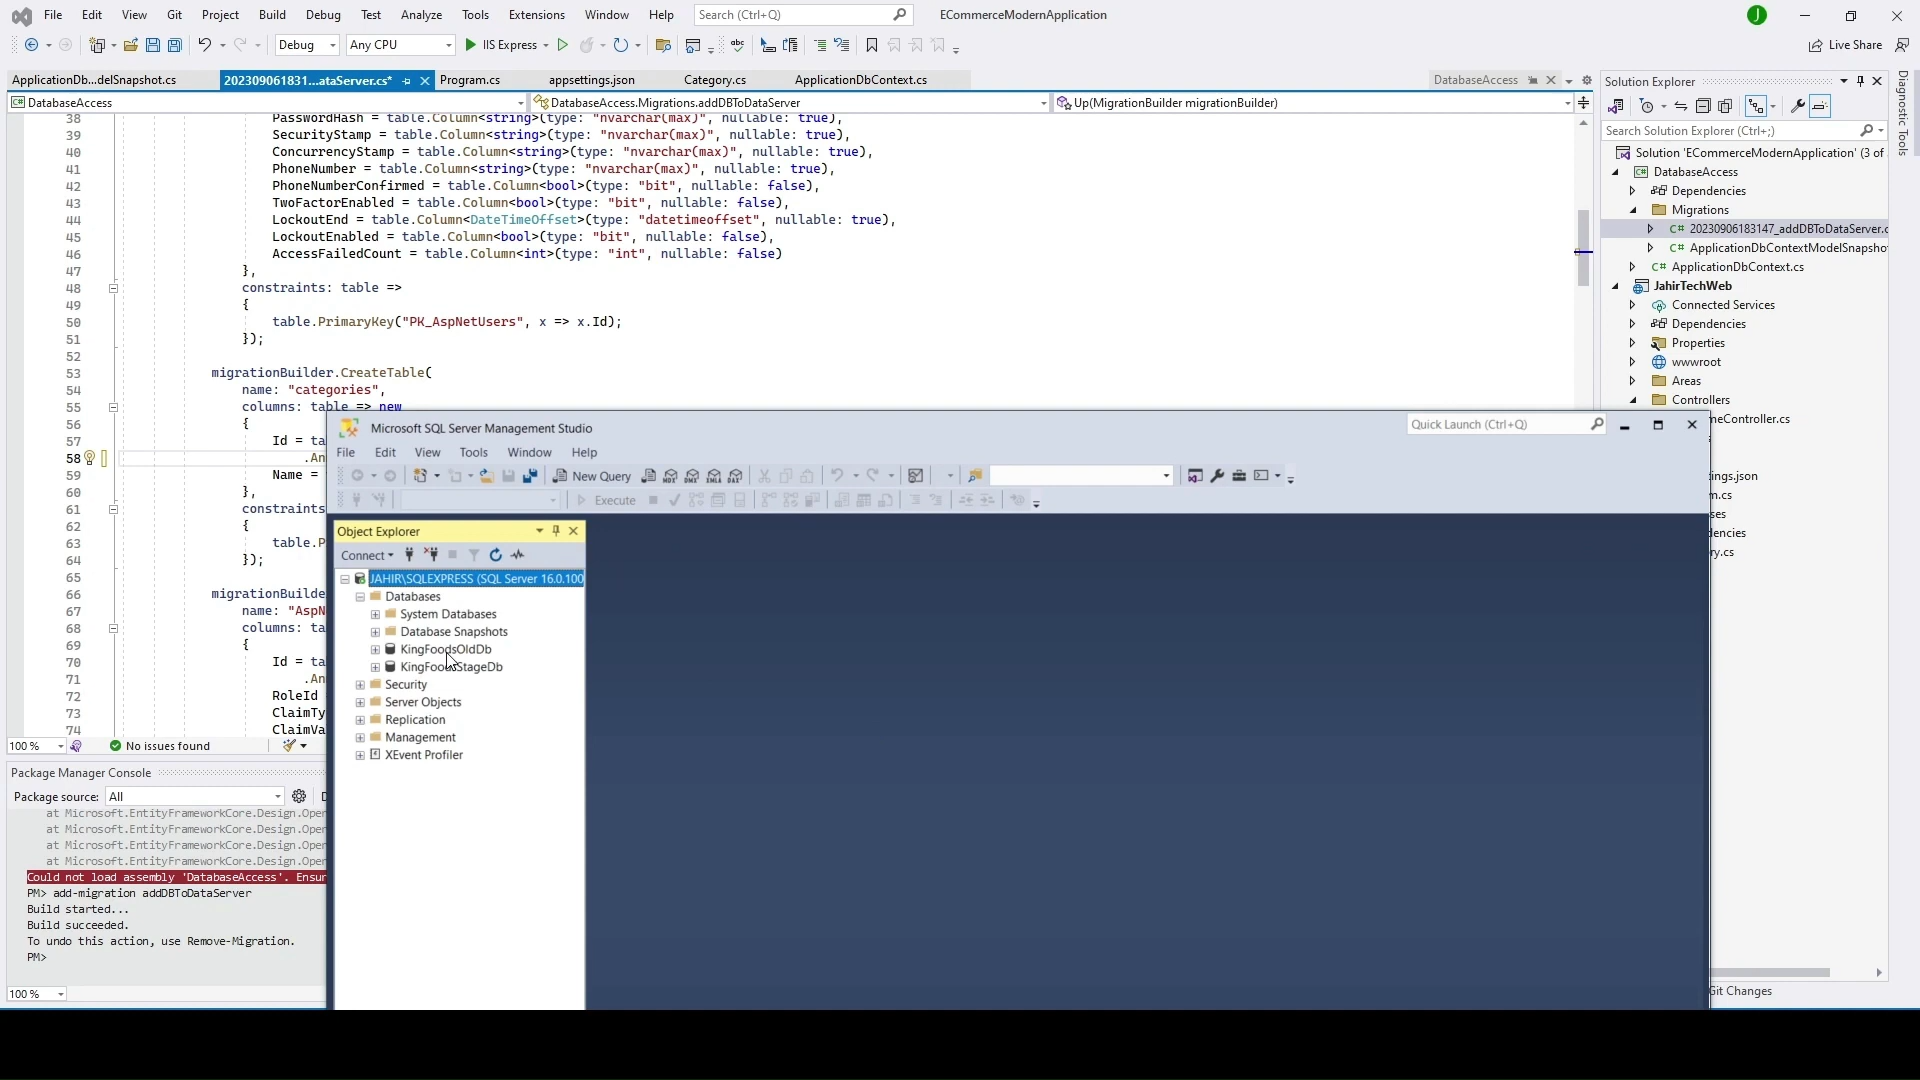 File Edit View Git Project Build Debug Test Analyze Tools Extensions Window Help Search (Ctrl+Q) ECommerceModernApplication J
Debug Any CPU IIS Express Live Share
ApplicationDb...delSnapshot.cs 202309061831...ataServer.cs* Program.cs appsettings.json Category.cs ApplicationDbContext.cs DatabaseAccess
DatabaseAccess DatabaseAccess.Migrations.addDBToDataServer Up(MigrationBuilder migrationBuilder)
38 PasswordHash = table.Column<string>(type: "nvarchar(max)", nullable: true),
39 SecurityStamp = table.Column<string>(type: "nvarchar(max)", nullable: true),
40 ConcurrencyStamp = table.Column<string>(type: "nvarchar(max)", nullable: true),
41 PhoneNumber = table.Column<string>(type: "nvarchar(max)", nullable: true),
42 PhoneNumberConfirmed = table.Column<bool>(type: "bit", nullable: false),
43 TwoFactorEnabled = table.Column<bool>(type: "bit", nullable: false),
44 LockoutEnd = table.Column<DateTimeOffset>(type: "datetimeoffset", nullable: true),
45 LockoutEnabled = table.Column<bool>(type: "bit", nullable: false),
46 AccessFailedCount = table.Column<int>(type: "int", nullable: false)
47 },
48 constraints: table =>
49 {
50 table.PrimaryKey("PK_AspNetUsers", x => x.Id);
51 });
52
53 migrationBuilder.CreateTable(
54 name: "categories",
55 columns: table => new
56 {
57 Id = ta
58 .An
59 Name =
60 },
61 constraints
62 {
63 table.P
64 });
65
66 migrationBuilde
67 name: "AspN
68 columns: ta
69 {
70 Id = ta
71 .An
72 RoleId
73 ClaimTy
74 ClaimVa
100 % No issues found
Package Manager Console
Package source: All D
at Microsoft.EntityFrameworkCore.Design.Oper
at Microsoft.EntityFrameworkCore.Design.Oper
at Microsoft.EntityFrameworkCore.Design.Oper
at Microsoft.EntityFrameworkCore.Design.Oper
Could not load assembly 'DatabaseAccess'. Ensur
PM> add-migration addDBToDataServer
Build started...
Build succeeded.
To undo this action, use Remove-Migration.
PM>
100 %
Microsoft SQL Server Management Studio Quick Launch (Ctrl+Q)
File Edit View Tools Window Help
New Query MDX DMX XMLA DAX
Execute
Object Explorer
Connect
JAHIR\SQLEXPRESS (SQL Server 16.0.100
Databases
System Databases
Database Snapshots
KingFoodsOldDb
KingFoodsStageDb
Security
Server Objects
Replication
Management
XEvent Profiler
Solution Explorer
Search Solution Explorer (Ctrl+;)
Solution 'ECommerceModernApplication' (3 of
DatabaseAccess
Dependencies
Migrations
20230906183147_addDBToDataServer.c
ApplicationDbContextModelSnapshot
ApplicationDbContext.cs
JahirTechWeb
Connected Services
Dependencies
Properties
wwwroot
Areas
Controllers
meController.cs
tings.json
m.cs
ses
dencies
ry.cs
Git Changes
Diagnostic Tools